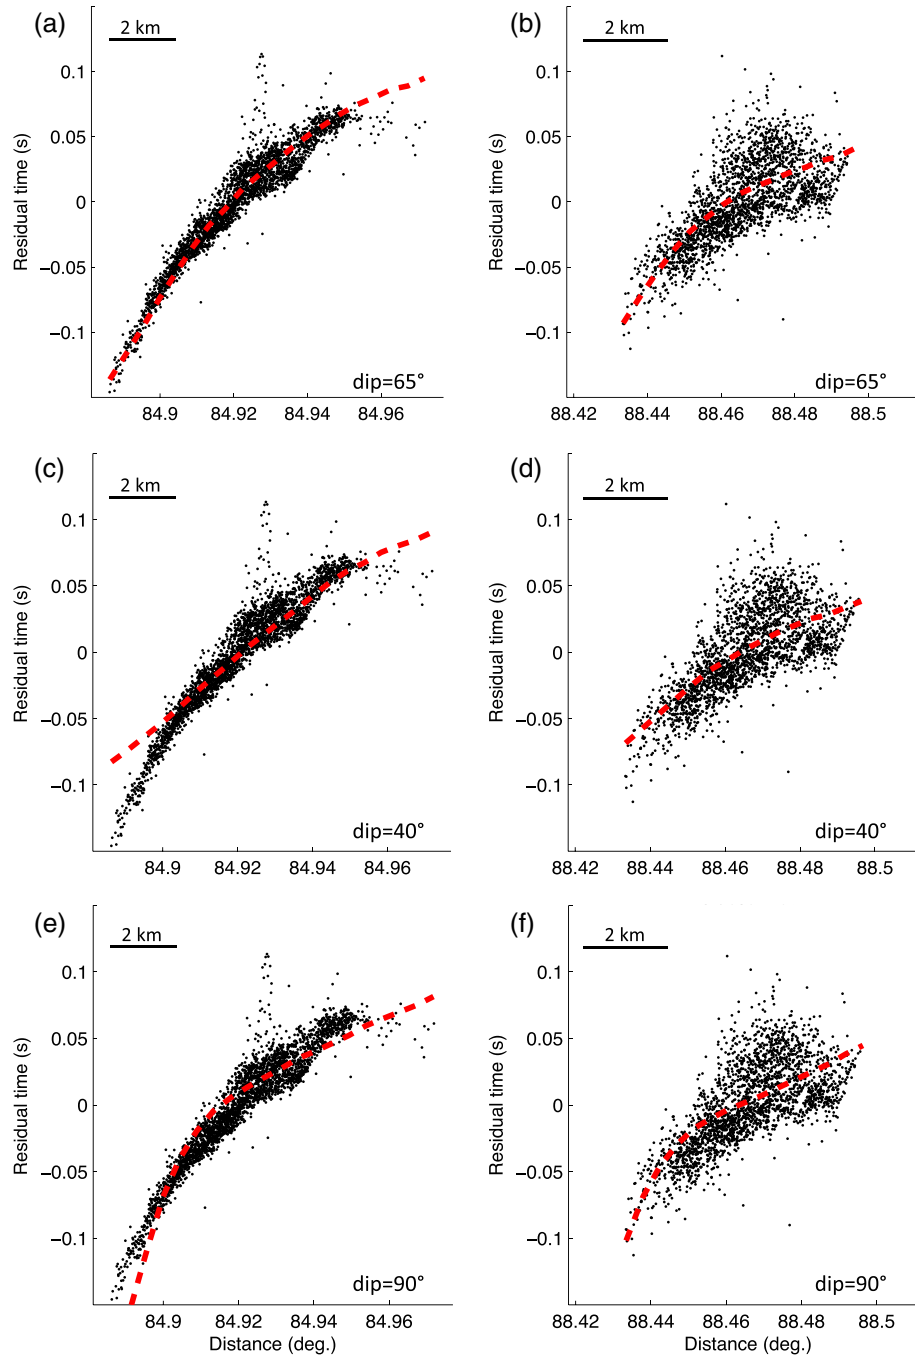 (a)
2 km
0.1
0.05
0
−0.05
−0.1
Residual time (s)
dip=65°
84.9 84.92 84.94 84.96
(b)
2 km
0.1
0.05
0
−0.05
−0.1
Residual time (s)
dip=65°
88.42 88.44 88.46 88.48 88.5
(c)
2 km
0.1
0.05
0
−0.05
−0.1
Residual time (s)
dip=40°
84.9 84.92 84.94 84.96
(d)
2 km
0.1
0.05
0
−0.05
−0.1
Residual time (s)
dip=40°
88.42 88.44 88.46 88.48 88.5
(e)
2 km
0.1
0.05
0
−0.05
−0.1
Residual time (s)
dip=90°
84.9 84.92 84.94 84.96
Distance (deg.)
(f)
2 km
0.1
0.05
0
−0.05
−0.1
Residual time (s)
dip=90°
88.42 88.44 88.46 88.48 88.5
Distance (deg.)